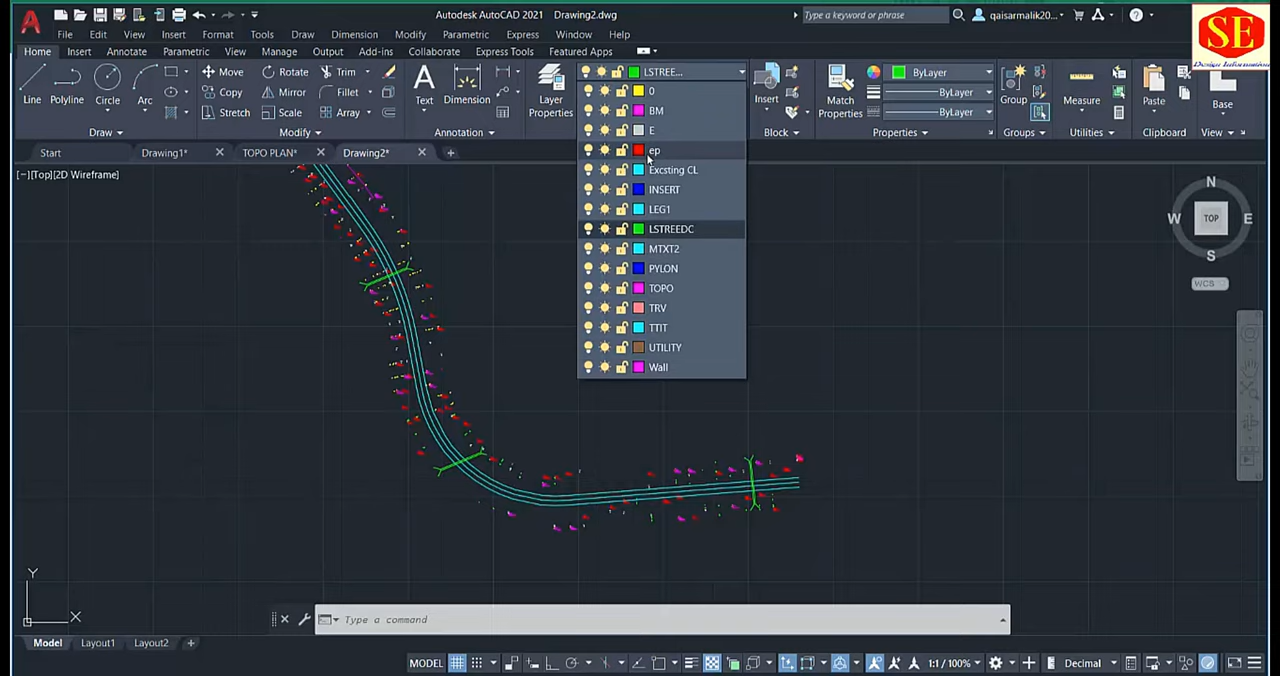 Autodesk AutoCAD 2021 Drawing2.dwg
Type a keyword or phrase
qaisarmalik20...
SE
Design Informations
File Edit View Insert Format Tools Draw Dimension Modify Parametric Express Window Help
Home Insert Annotate Parametric View Manage Output Add-ins Collaborate Express Tools Featured Apps
Line Polyline Circle Arc
Move Rotate Trim
Copy Mirror Fillet
Stretch Scale Array
Text Dimension
Layer Properties
LSTREE...
Insert
Match Properties
ByLayer
ByLayer
ByLayer
Group Measure Paste Base
Draw Modify Annotation Block Properties Groups Utilities Clipboard View
0
BM
E
ep
Excsting CL
INSERT
LEG1
LSTREEDC
MTXT2
PYLON
TOPO
TRV
TTIT
UTILITY
Wall
Start Drawing1* TOPO PLAN* Drawing2*
[−][Top][2D Wireframe]
N
W TOP E
S
WCS
Y
X
Type a command
Model Layout1 Layout2
MODEL 1:1 / 100% Decimal